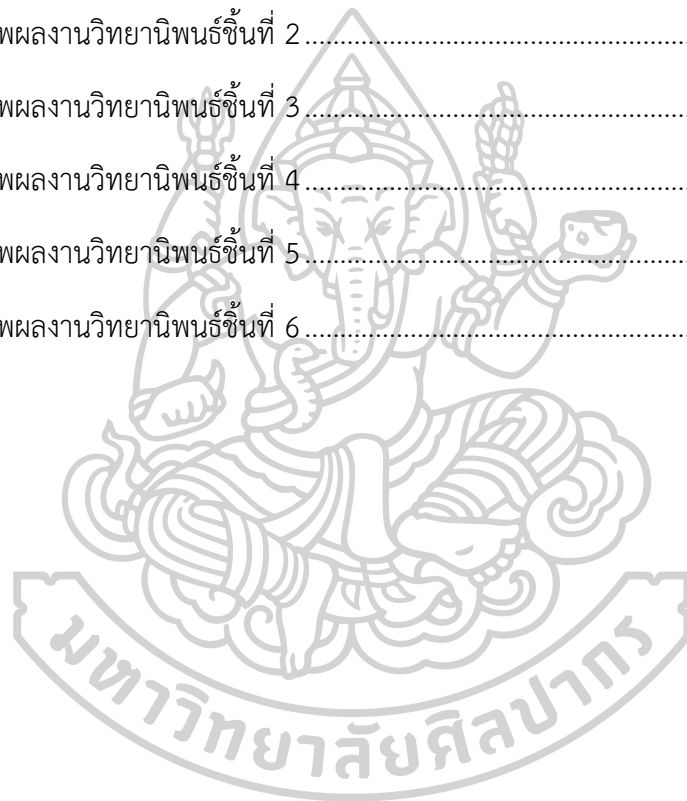 พผลงานวิทยานิพนธ์ชิ้นที่ 2
พผลงานวิทยานิพนธ์ชิ้นที่ 3
พผลงานวิทยานิพนธ์ชิ้นที่ 4
พผลงานวิทยานิพนธ์ชิ้นที่ 5
พผลงานวิทยานิพนธ์ชิ้นที่ 6
มหาวิทยาลัยศิลปากร